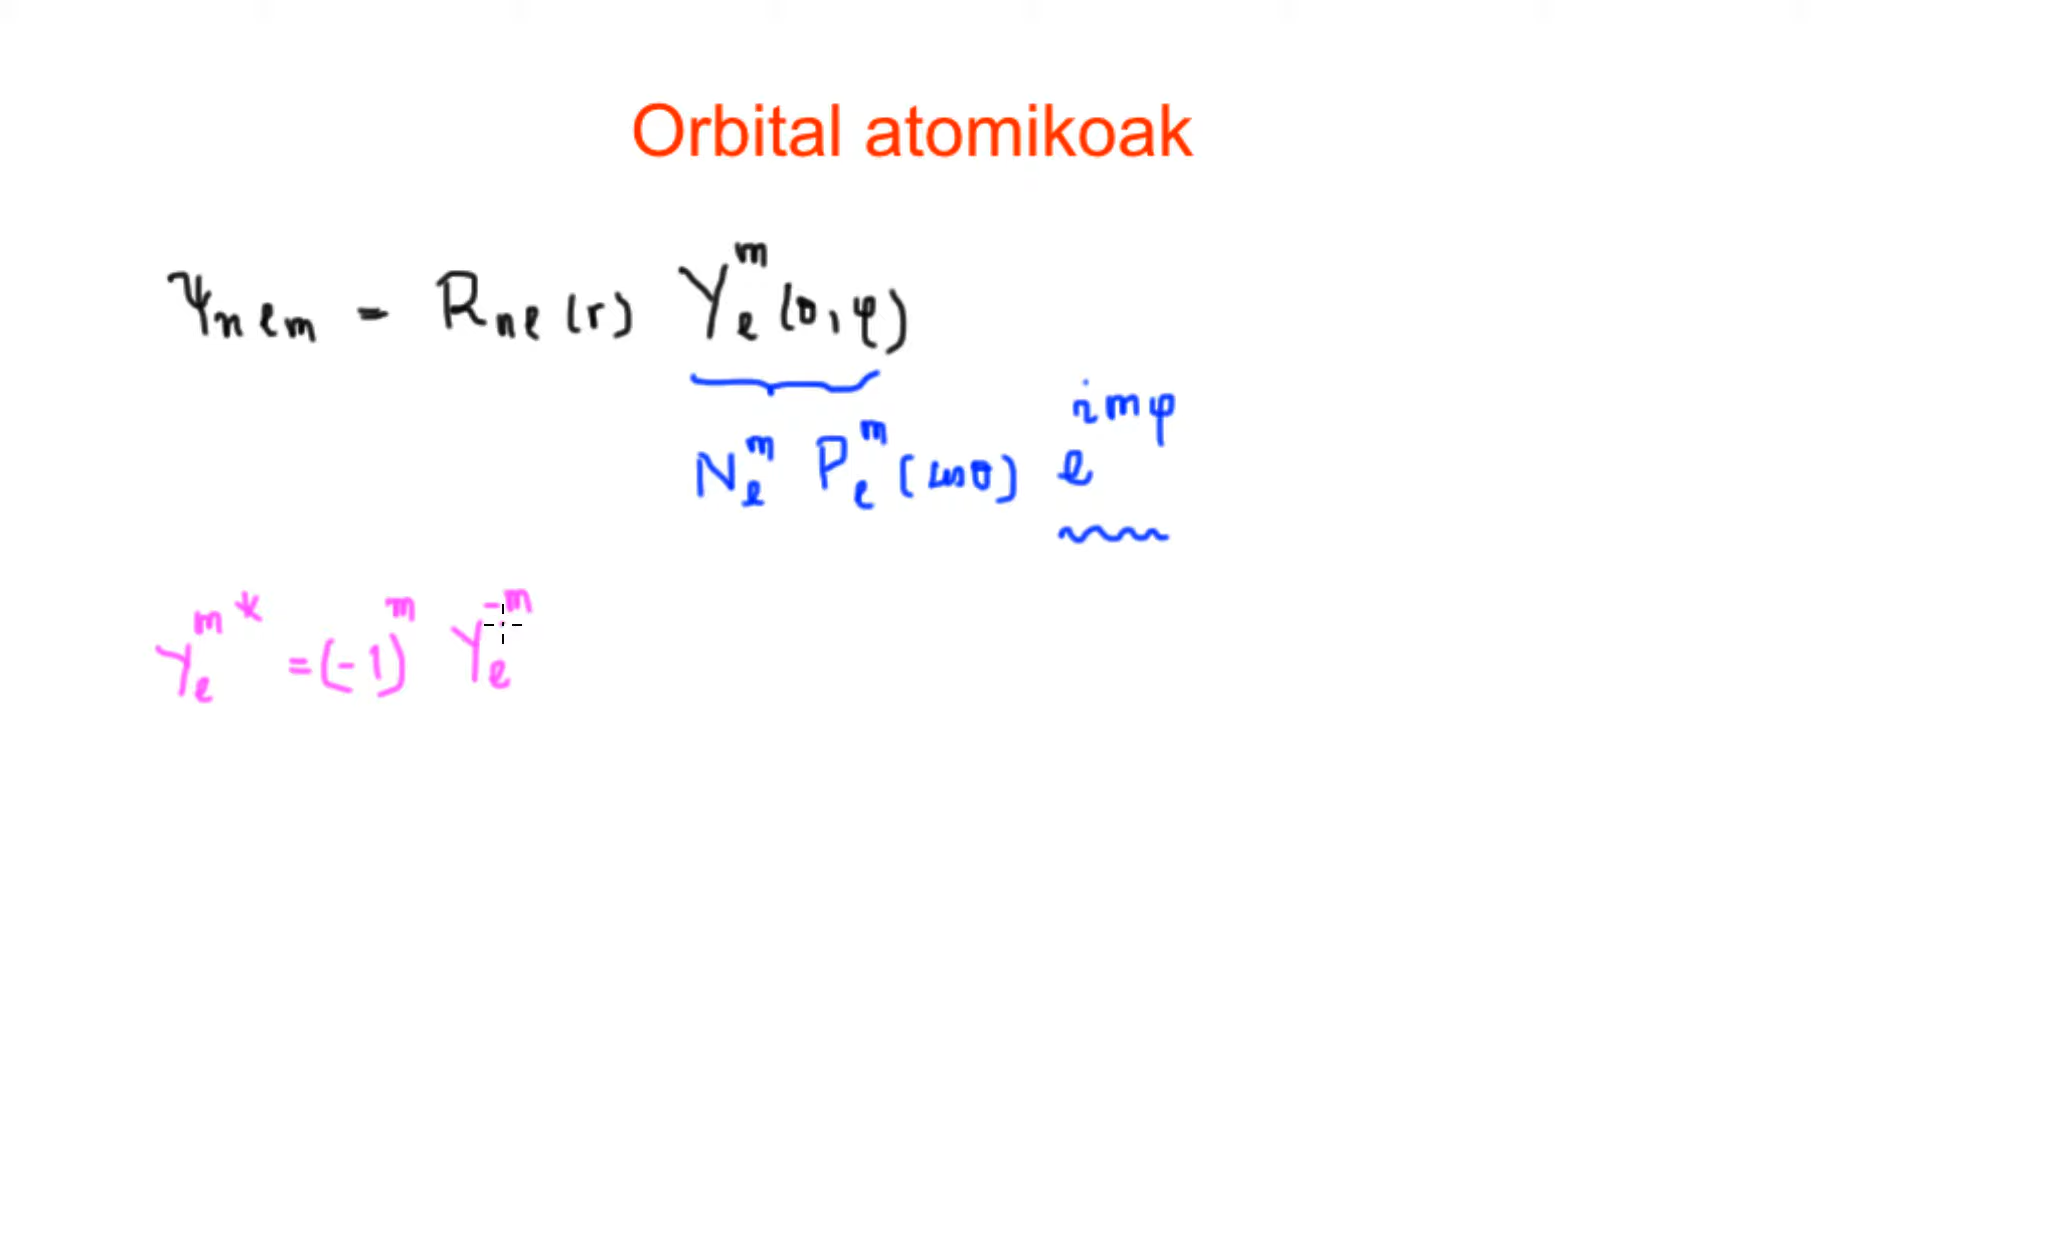 Orbital atomikoak
Ψₙₗₘ = Rₙₗ(r) Yₗᵐ(θ,φ)
Nₗᵐ Pₗᵐ(cosθ) e^{imφ}
Yₗᵐ* = (-1)ᵐ Yₗ⁻ᵐ